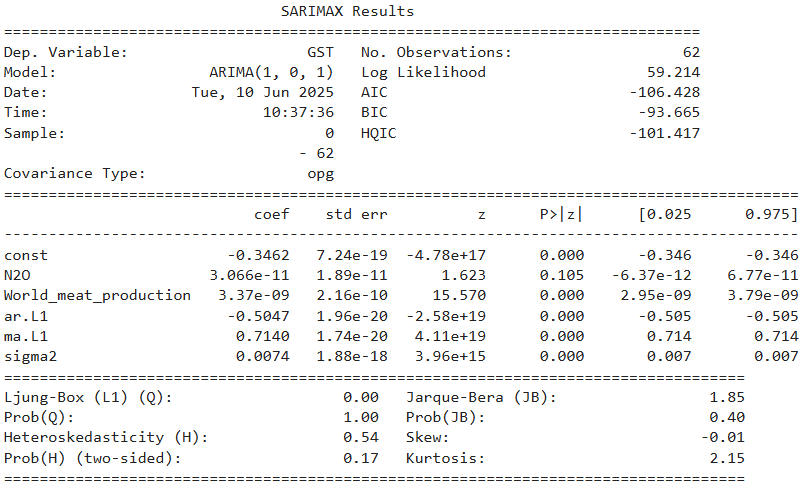 SARIMAX Results
==============================================================================
Dep. Variable: GST No. Observations: 62
Model: ARIMA(1, 0, 1) Log Likelihood 59.214
Date: Tue, 10 Jun 2025 AIC -106.428
Time: 10:37:36 BIC -93.665
Sample: 0 HQIC -101.417
- 62
Covariance Type: opg
=========================================================================================
coef std err z P>|z| [0.025 0.975]
-----------------------------------------------------------------------------------------
const -0.3462 7.24e-19 -4.78e+17 0.000 -0.346 -0.346
N2O 3.066e-11 1.89e-11 1.623 0.105 -6.37e-12 6.77e-11
World_meat_production 3.37e-09 2.16e-10 15.570 0.000 2.95e-09 3.79e-09
ar.L1 -0.5047 1.96e-20 -2.58e+19 0.000 -0.505 -0.505
ma.L1 0.7140 1.74e-20 4.11e+19 0.000 0.714 0.714
sigma2 0.0074 1.88e-18 3.96e+15 0.000 0.007 0.007
===================================================================================
Ljung-Box (L1) (Q): 0.00 Jarque-Bera (JB): 1.85
Prob(Q): 1.00 Prob(JB): 0.40
Heteroskedasticity (H): 0.54 Skew: -0.01
Prob(H) (two-sided): 0.17 Kurtosis: 2.15
===================================================================================